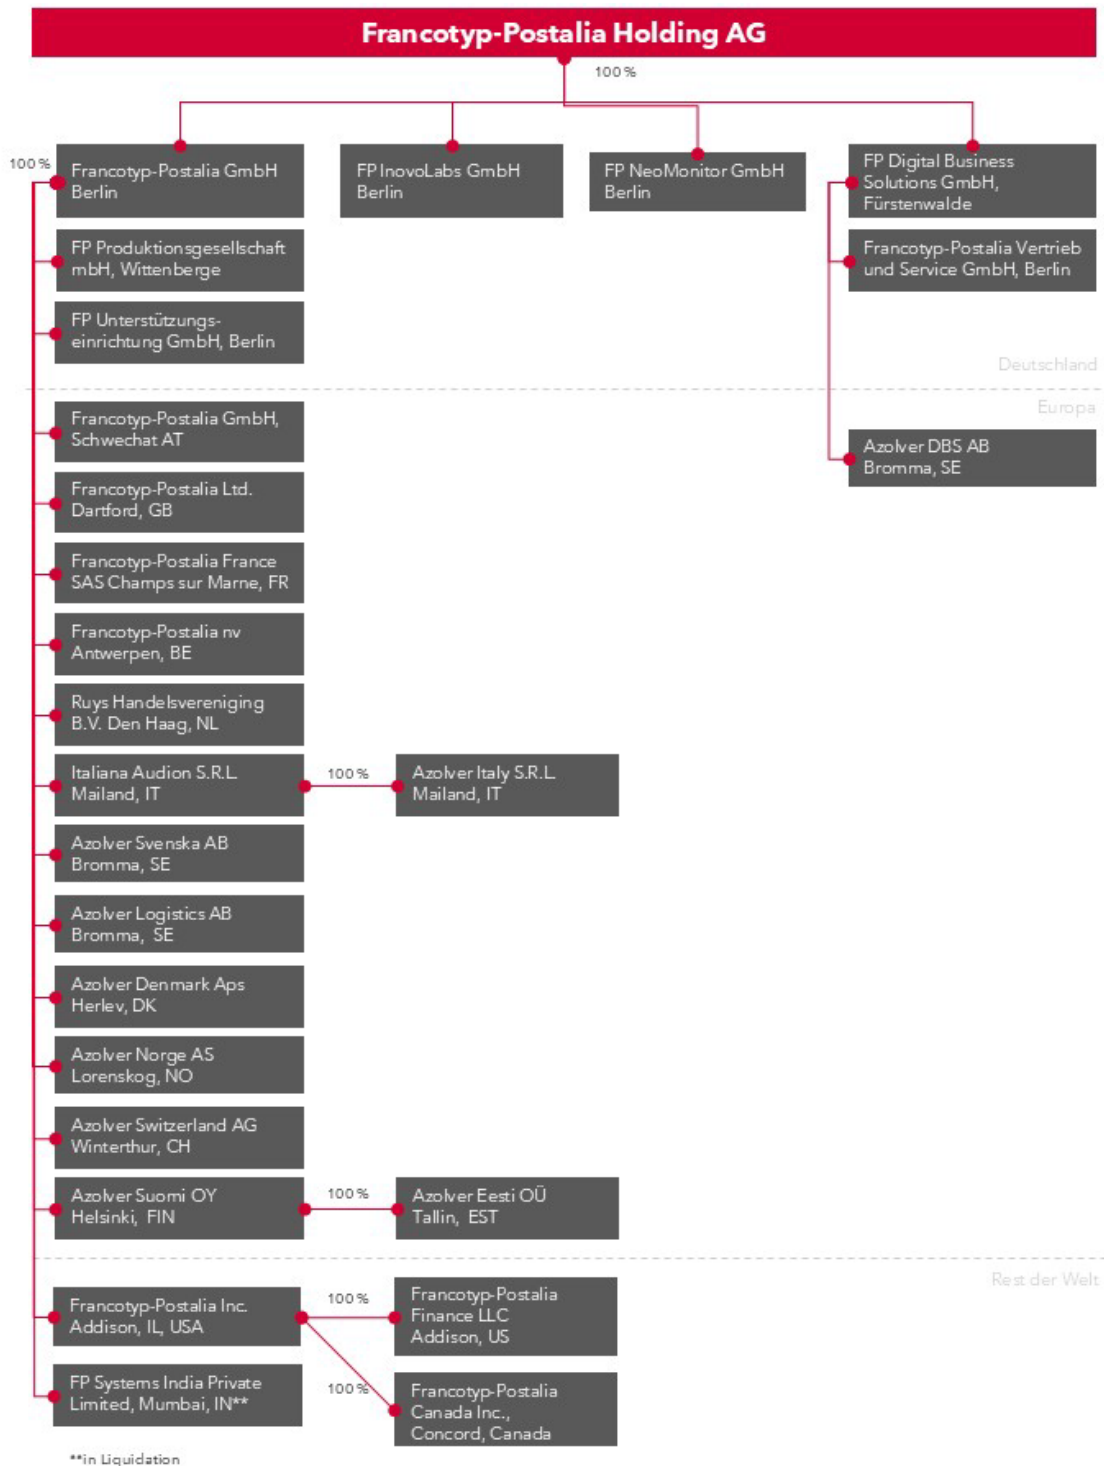 Francotyp-Postalia Holding AG
100%
100%
Francotyp-Postalia GmbH
Berlin
FP InovoLabs GmbH
Berlin
FP NeoMonitor GmbH
Berlin
FP Digital Business
Solutions GmbH,
Fürstenwalde
FP Produktionsgesellschaft
mbH, Wittenberge
Francotyp-Postalia Vertrieb
und Service GmbH, Berlin
FP Unterstützungs-
einrichtung GmbH, Berlin
Deutschland
Europa
Francotyp-Postalia GmbH,
Schwechat AT
Azolver DBS AB
Bromma, SE
Francotyp-Postalia Ltd.
Dartford, GB
Francotyp-Postalia France
SAS Champs sur Marne, FR
Francotyp-Postalia nv
Antwerpen, BE
Ruys Handelsvereniging
B.V. Den Haag, NL
Italiana Audion S.R.L.
Mailand, IT
100%
Azolver Italy S.R.L.
Mailand, IT
Azolver Svenska AB
Bromma, SE
Azolver Logistics AB
Bromma, SE
Azolver Denmark Aps
Herlev, DK
Azolver Norge AS
Lorenskog, NO
Azolver Switzerland AG
Winterthur, CH
Azolver Suomi OY
Helsinki, FIN
100%
Azolver Eesti OÜ
Tallin, EST
Rest der Welt
Francotyp-Postalia Inc.
Addison, IL, USA
100%
Francotyp-Postalia
Finance LLC
Addison, US
FP Systems India Private
Limited, Mumbai, IN**
100%
Francotyp-Postalia
Canada Inc.,
Concord, Canada
**in Liquidation